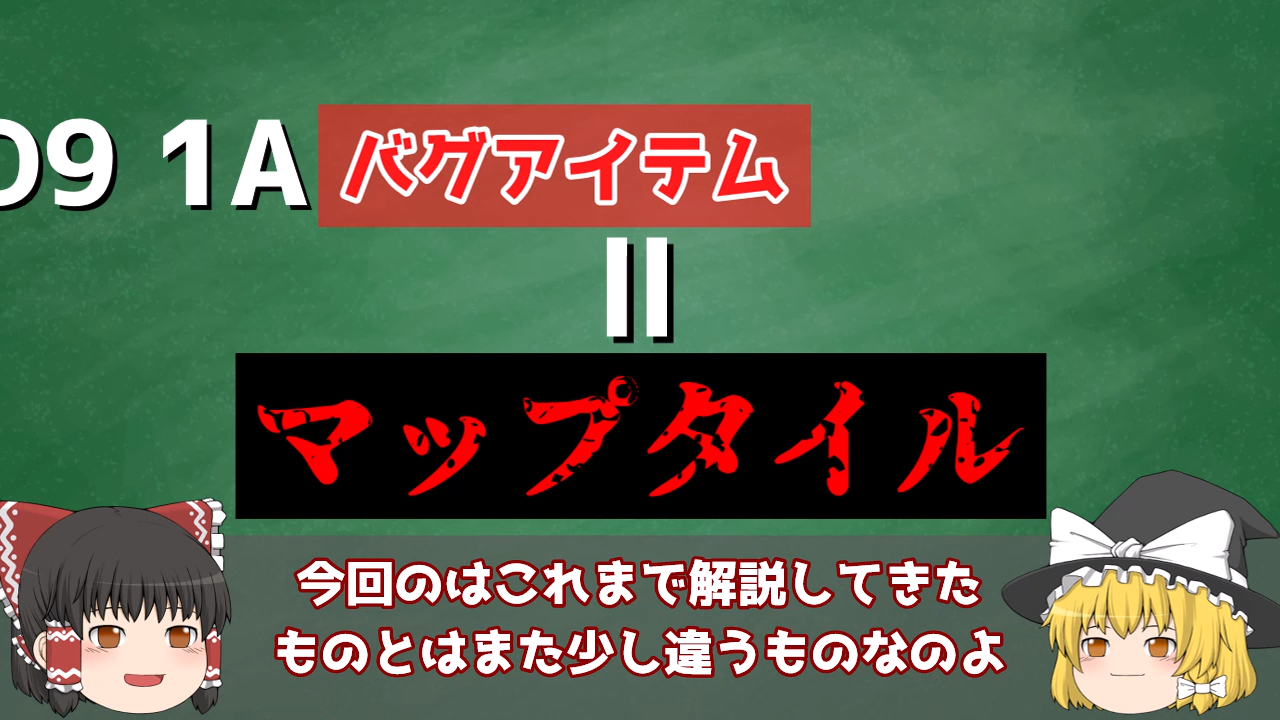 D9 1A バグアイテム
=
マップタイル
今回のはこれまで解説してきた
ものとはまた少し違うものなのよ